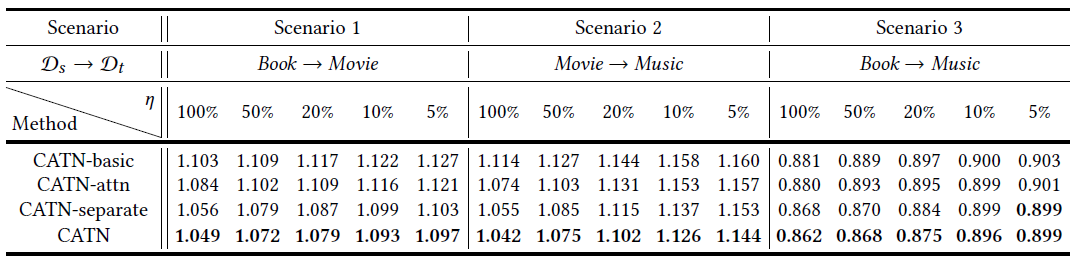 Scenario Scenario 1 Scenario 2 Scenario 3
𝒟s → 𝒟t Book → Movie Movie → Music Book → Music
η
Method 100% 50% 20% 10% 5% 100% 50% 20% 10% 5% 100% 50% 20% 10% 5%
CATN-basic 1.103 1.109 1.117 1.122 1.127 1.114 1.127 1.144 1.158 1.160 0.881 0.889 0.897 0.900 0.903
CATN-attn 1.084 1.102 1.109 1.116 1.121 1.074 1.103 1.131 1.153 1.157 0.880 0.893 0.895 0.899 0.901
CATN-separate 1.056 1.079 1.087 1.099 1.103 1.055 1.085 1.115 1.137 1.153 0.868 0.870 0.884 0.899 0.899
CATN 1.049 1.072 1.079 1.093 1.097 1.042 1.075 1.102 1.126 1.144 0.862 0.868 0.875 0.896 0.899